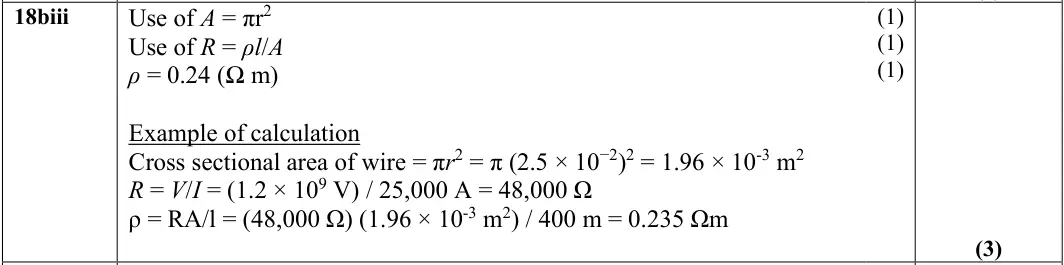 18biii
Use of A = πr² (1)
Use of R = ρl/A (1)
ρ = 0.24 (Ω m) (1)
Example of calculation
Cross sectional area of wire = πr² = π (2.5 × 10⁻²)² = 1.96 × 10⁻³ m²
R = V/I = (1.2 × 10⁹ V) / 25,000 A = 48,000 Ω
ρ = RA/l = (48,000 Ω) (1.96 × 10⁻³ m²) / 400 m = 0.235 Ωm
(3)